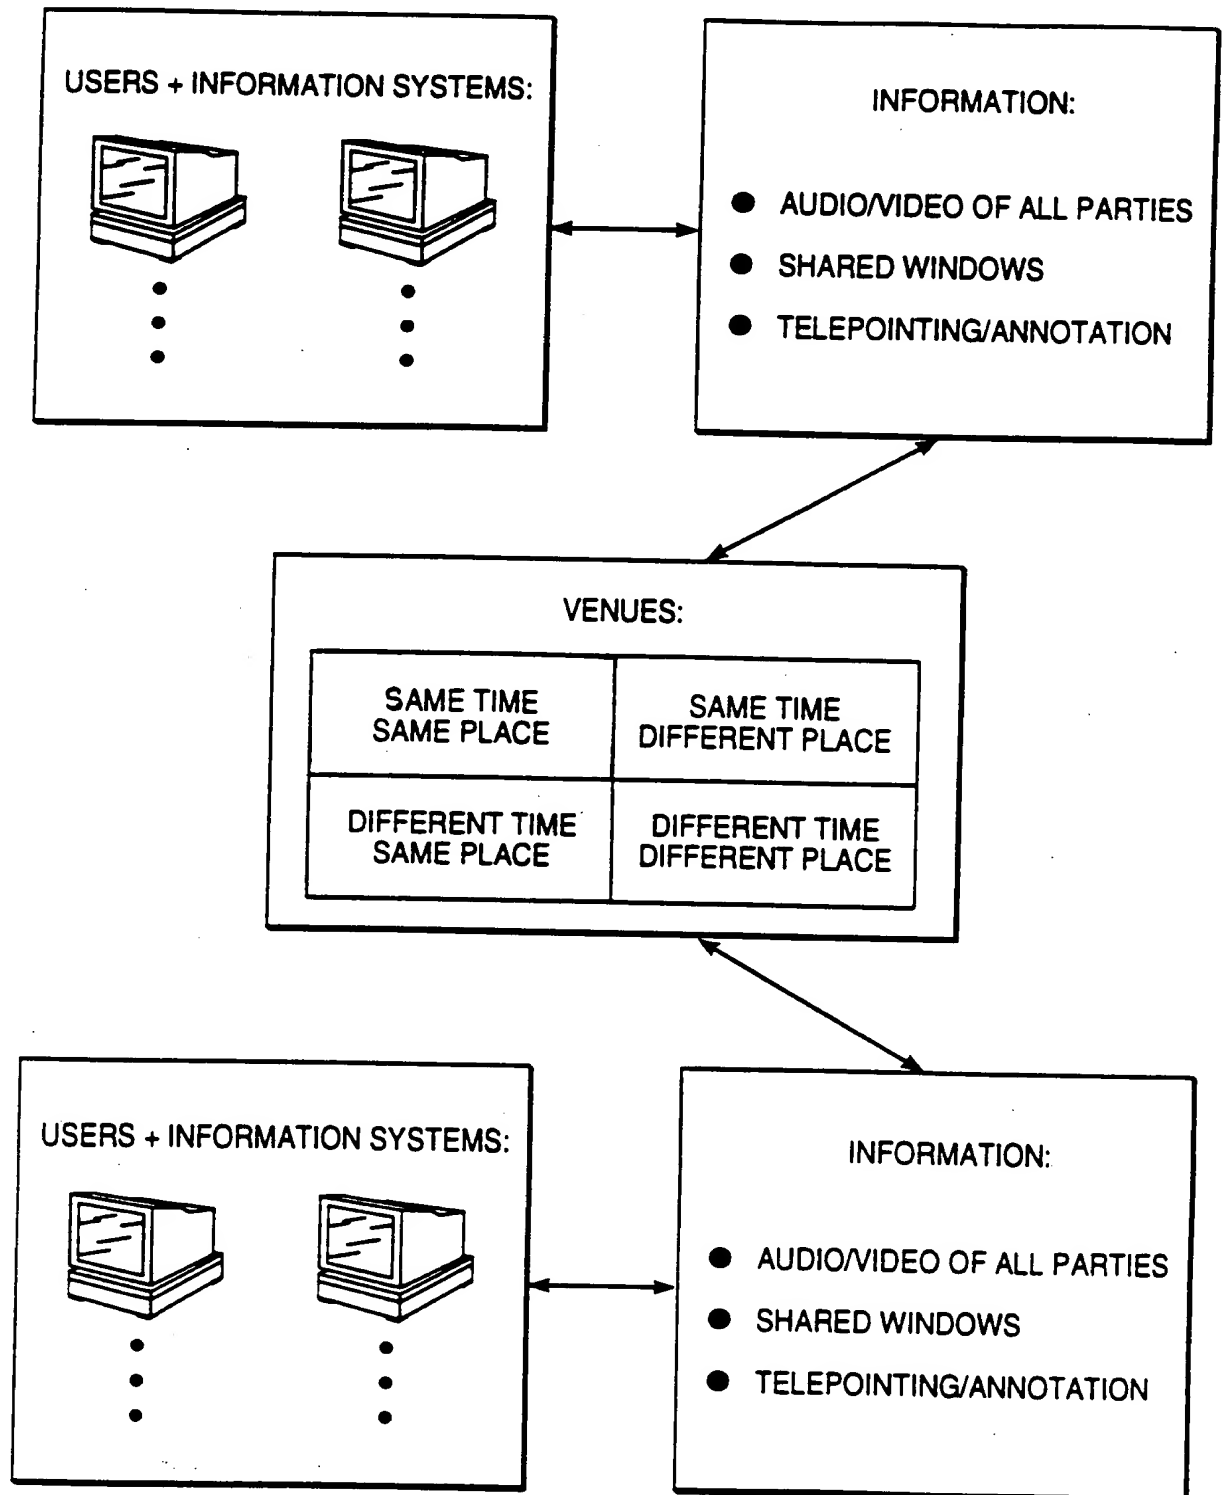 USERS + INFORMATION SYSTEMS:
INFORMATION:
● AUDIO/VIDEO OF ALL PARTIES
● SHARED WINDOWS
● TELEPOINTING/ANNOTATION
VENUES:
SAME TIME
SAME PLACE
SAME TIME
DIFFERENT PLACE
DIFFERENT TIME
SAME PLACE
DIFFERENT TIME
DIFFERENT PLACE
USERS + INFORMATION SYSTEMS:
INFORMATION:
● AUDIO/VIDEO OF ALL PARTIES
● SHARED WINDOWS
● TELEPOINTING/ANNOTATION